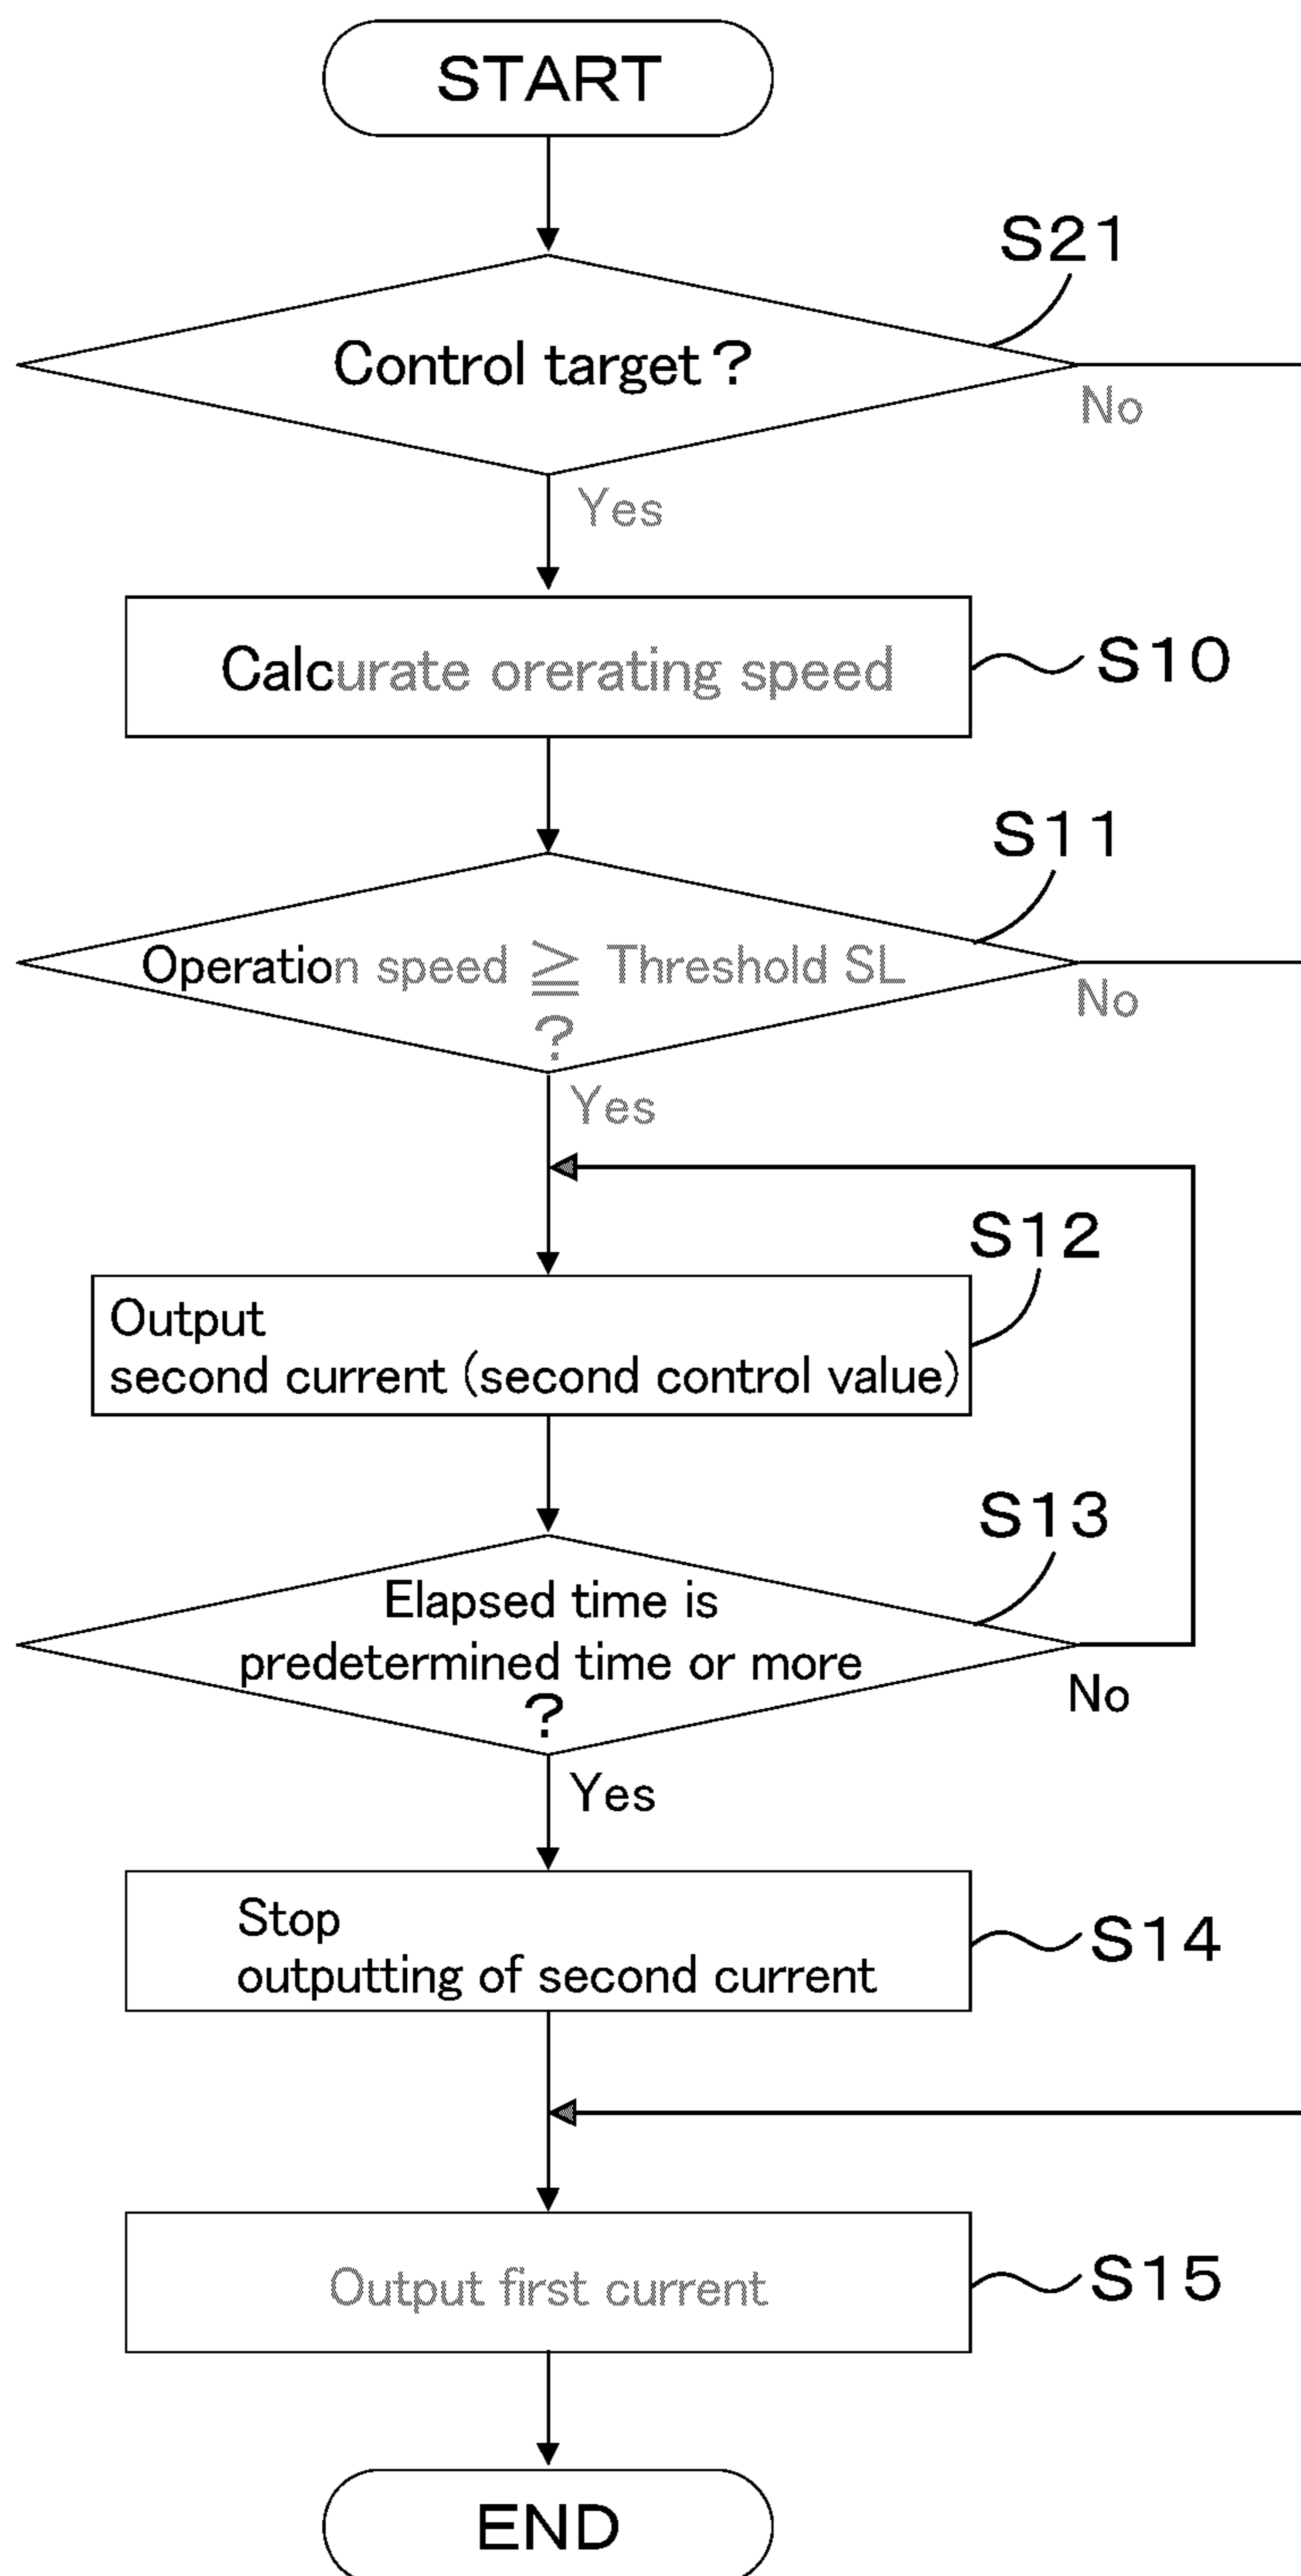 START
S21
Control target?
No
Yes
Calcurate orerating speed
S10
S11
Operation speed ≧ Threshold SL
?
No
Yes
S12
Output
second current (second control value)
S13
Elapsed time is
predetermined time or more
?
No
Yes
Stop
outputting of second current
S14
Output first current
S15
END